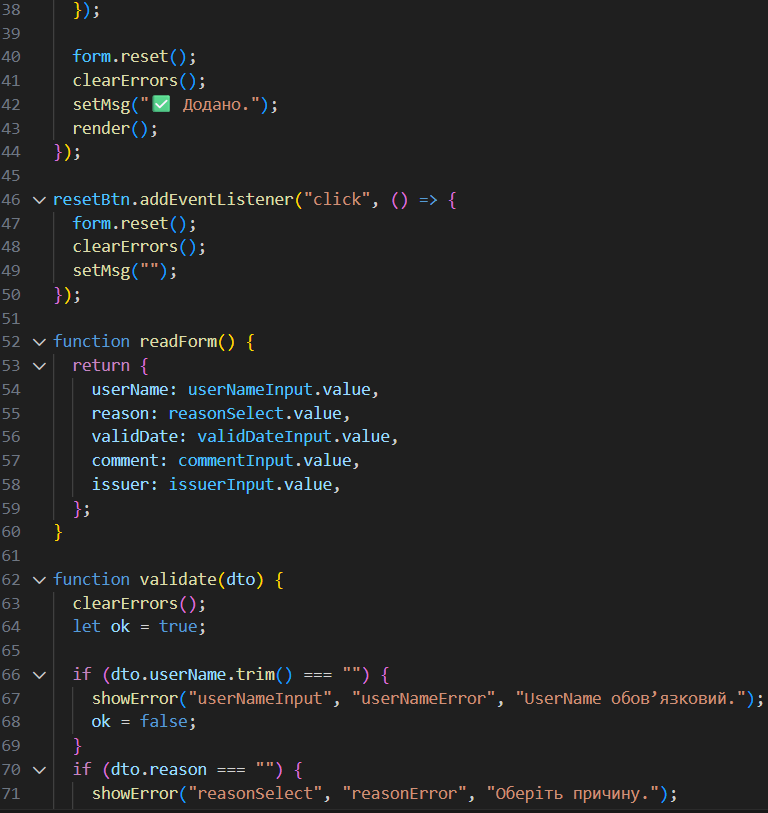 38 });
39
40 form.reset();
41 clearErrors();
42 setMsg("✅ Додано.");
43 render();
44 });
45
46 resetBtn.addEventListener("click", () => {
47 form.reset();
48 clearErrors();
49 setMsg("");
50 });
51
52 function readForm() {
53 return {
54 userName: userNameInput.value,
55 reason: reasonSelect.value,
56 validDate: validDateInput.value,
57 comment: commentInput.value,
58 issuer: issuerInput.value,
59 };
60 }
61
62 function validate(dto) {
63 clearErrors();
64 let ok = true;
65
66 if (dto.userName.trim() === "") {
67 showError("userNameInput", "userNameError", "UserName обов’язковий.");
68 ok = false;
69 }
70 if (dto.reason === "") {
71 showError("reasonSelect", "reasonError", "Оберіть причину.");